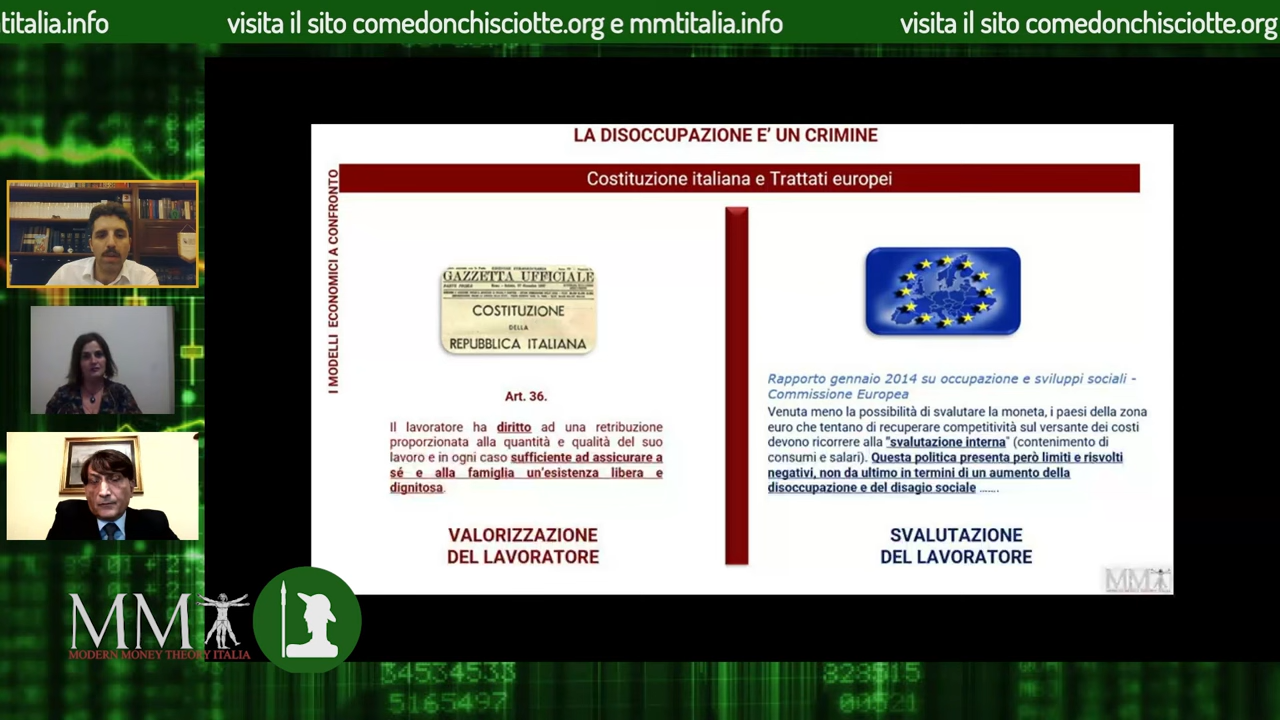 titalia.info visita il sito comedonchisciotte.org e mmtitalia.info visita il sito comedonchisciotte.org
LA DISOCCUPAZIONE E' UN CRIMINE
Costituzione italiana e Trattati europei
I MODELLI ECONOMICI A CONFRONTO
GAZZETTA UFFICIALE
COSTITUZIONE
DELLA
REPUBBLICA ITALIANA
Art. 36.
Il lavoratore ha diritto ad una retribuzione
proporzionata alla quantità e qualità del suo
lavoro e in ogni caso sufficiente ad assicurare a
sé e alla famiglia un'esistenza libera e
dignitosa.
VALORIZZAZIONE
DEL LAVORATORE
Rapporto gennaio 2014 su occupazione e sviluppi sociali -
Commissione Europea
Venuta meno la possibilità di svalutare la moneta, i paesi della zona
euro che tentano di recuperare competitività sul versante dei costi
devono ricorrere alla "svalutazione interna" (contenimento di
consumi e salari). Questa politica presenta però limiti e risvolti
negativi, non da ultimo in termini di un aumento della
disoccupazione e del disagio sociale .......
SVALUTAZIONE
DEL LAVORATORE
MMT
MMT
MODERN MONEY THEORY ITALIA
34534533
5165497